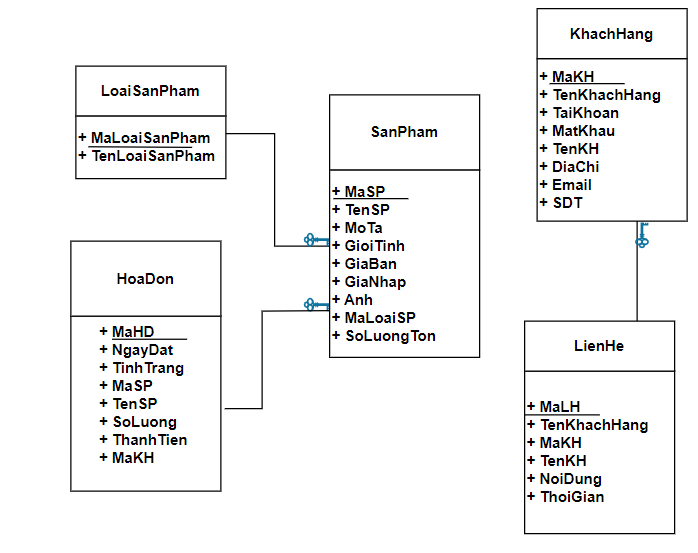 KhachHang
+ MaKH
+ TenKhachHang
+ TaiKhoan
+ MatKhau
+ TenKH
+ DiaChi
+ Email
+ SDT
LoaiSanPham
+ MaLoaiSanPham
+ TenLoaiSanPham
SanPham
+ MaSP
+ TenSP
+ MoTa
+ GioiTinh
+ GiaBan
+ GiaNhap
+ Anh
+ MaLoaiSP
+ SoLuongTon
HoaDon
+ MaHD
+ NgayDat
+ TinhTrang
+ MaSP
+ TenSP
+ SoLuong
+ ThanhTien
+ MaKH
LienHe
+ MaLH
+ TenKhachHang
+ MaKH
+ TenKH
+ NoiDung
+ ThoiGian